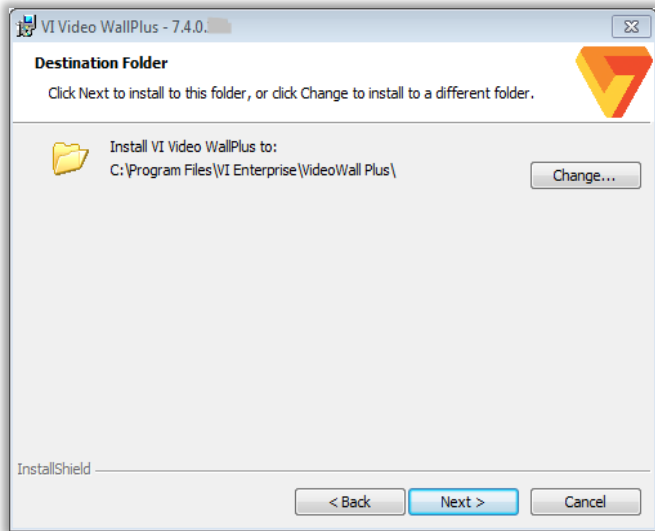 VI Video WallPlus - 7.4.0.
Destination Folder
Click Next to install to this folder, or click Change to install to a different folder.
Install VI Video WallPlus to:
C:\Program Files\VI Enterprise\VideoWall Plus\
Change...
InstallShield
< Back
Next >
Cancel